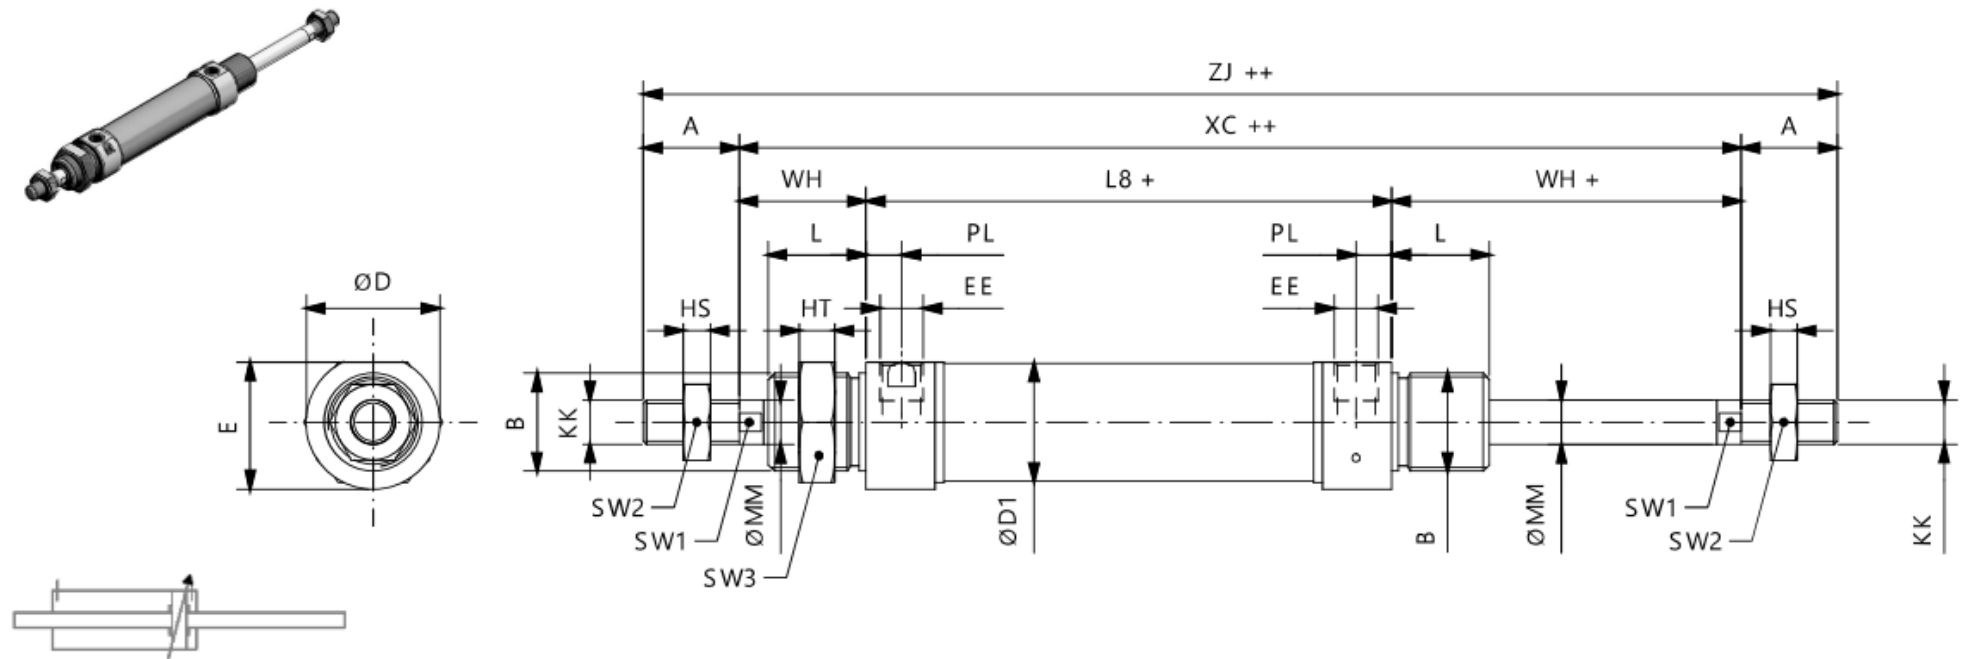 ZJ ++
A XC ++ A
WH L8 + WH +
L PL PL L
EE EE
ØD HS HT HS
E B KK
SW2 SW1 ØMM SW3 ØD1 B ØMM SW1 SW2 KK